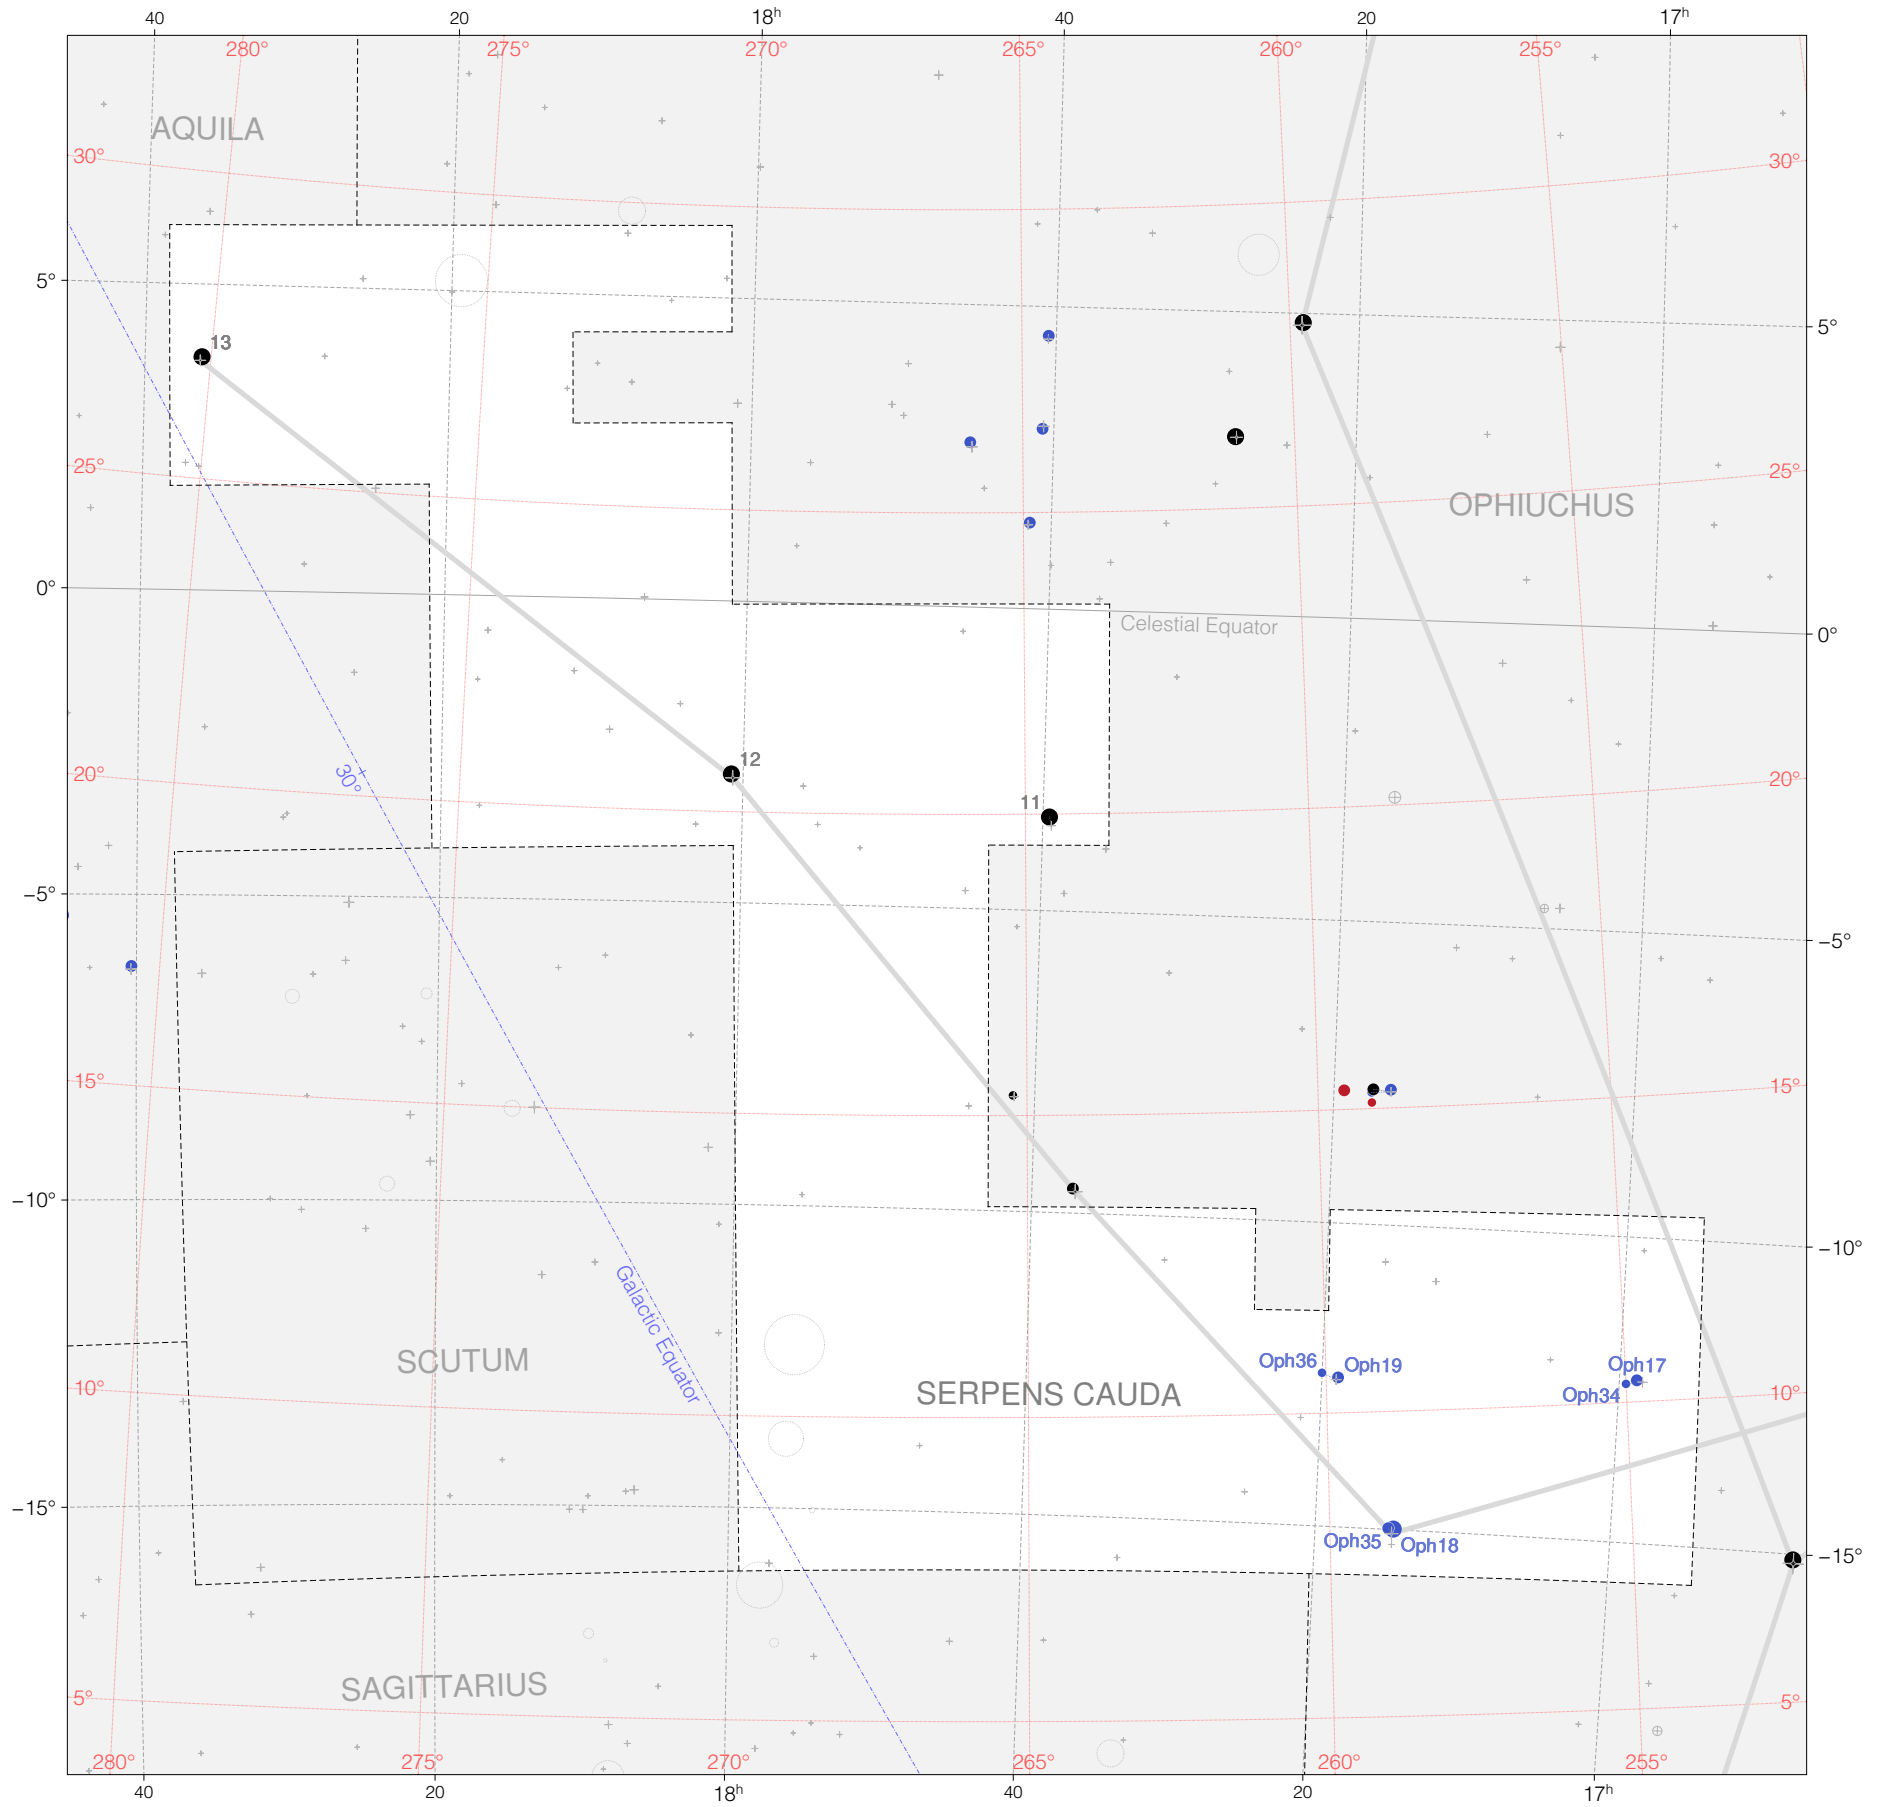 40 20 18h 40 20 17h
280° 275° 270° 265° 260° 255°
AQUILA
30° 30°
5°
5°
13
25° 25°
OPHIUCHUS
0°
Celestial Equator
0°
12
20° 20°
30°
11
−5°
−5°
15° 15°
−10°
−10°
Galactic Equator
SCUTUM
Oph36 Oph19 Oph17
10° 10°
SERPENS CAUDA
Oph34
−15°
Oph35 Oph18
−15°
SAGITTARIUS
5° 5°
280° 275° 270° 265° 260° 255°
40 20 18h 40 20 17h